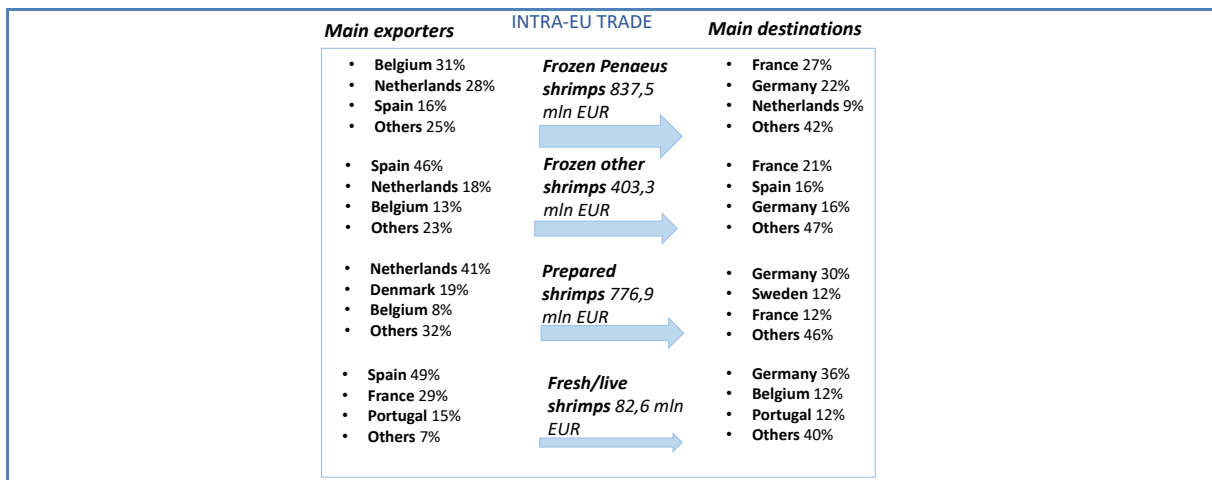 INTRA-EU TRADE
Main exporters
Main destinations
• Belgium 31%
• Netherlands 28%
• Spain 16%
• Others 25%
Frozen Penaeus
shrimps 837,5
mln EUR
• France 27%
• Germany 22%
• Netherlands 9%
• Others 42%
• Spain 46%
• Netherlands 18%
• Belgium 13%
• Others 23%
Frozen other
shrimps 403,3
mln EUR
• France 21%
• Spain 16%
• Germany 16%
• Others 47%
• Netherlands 41%
• Denmark 19%
• Belgium 8%
• Others 32%
Prepared
shrimps 776,9
mln EUR
• Germany 30%
• Sweden 12%
• France 12%
• Others 46%
• Spain 49%
• France 29%
• Portugal 15%
• Others 7%
Fresh/live
shrimps 82,6 mln
EUR
• Germany 36%
• Belgium 12%
• Portugal 12%
• Others 40%